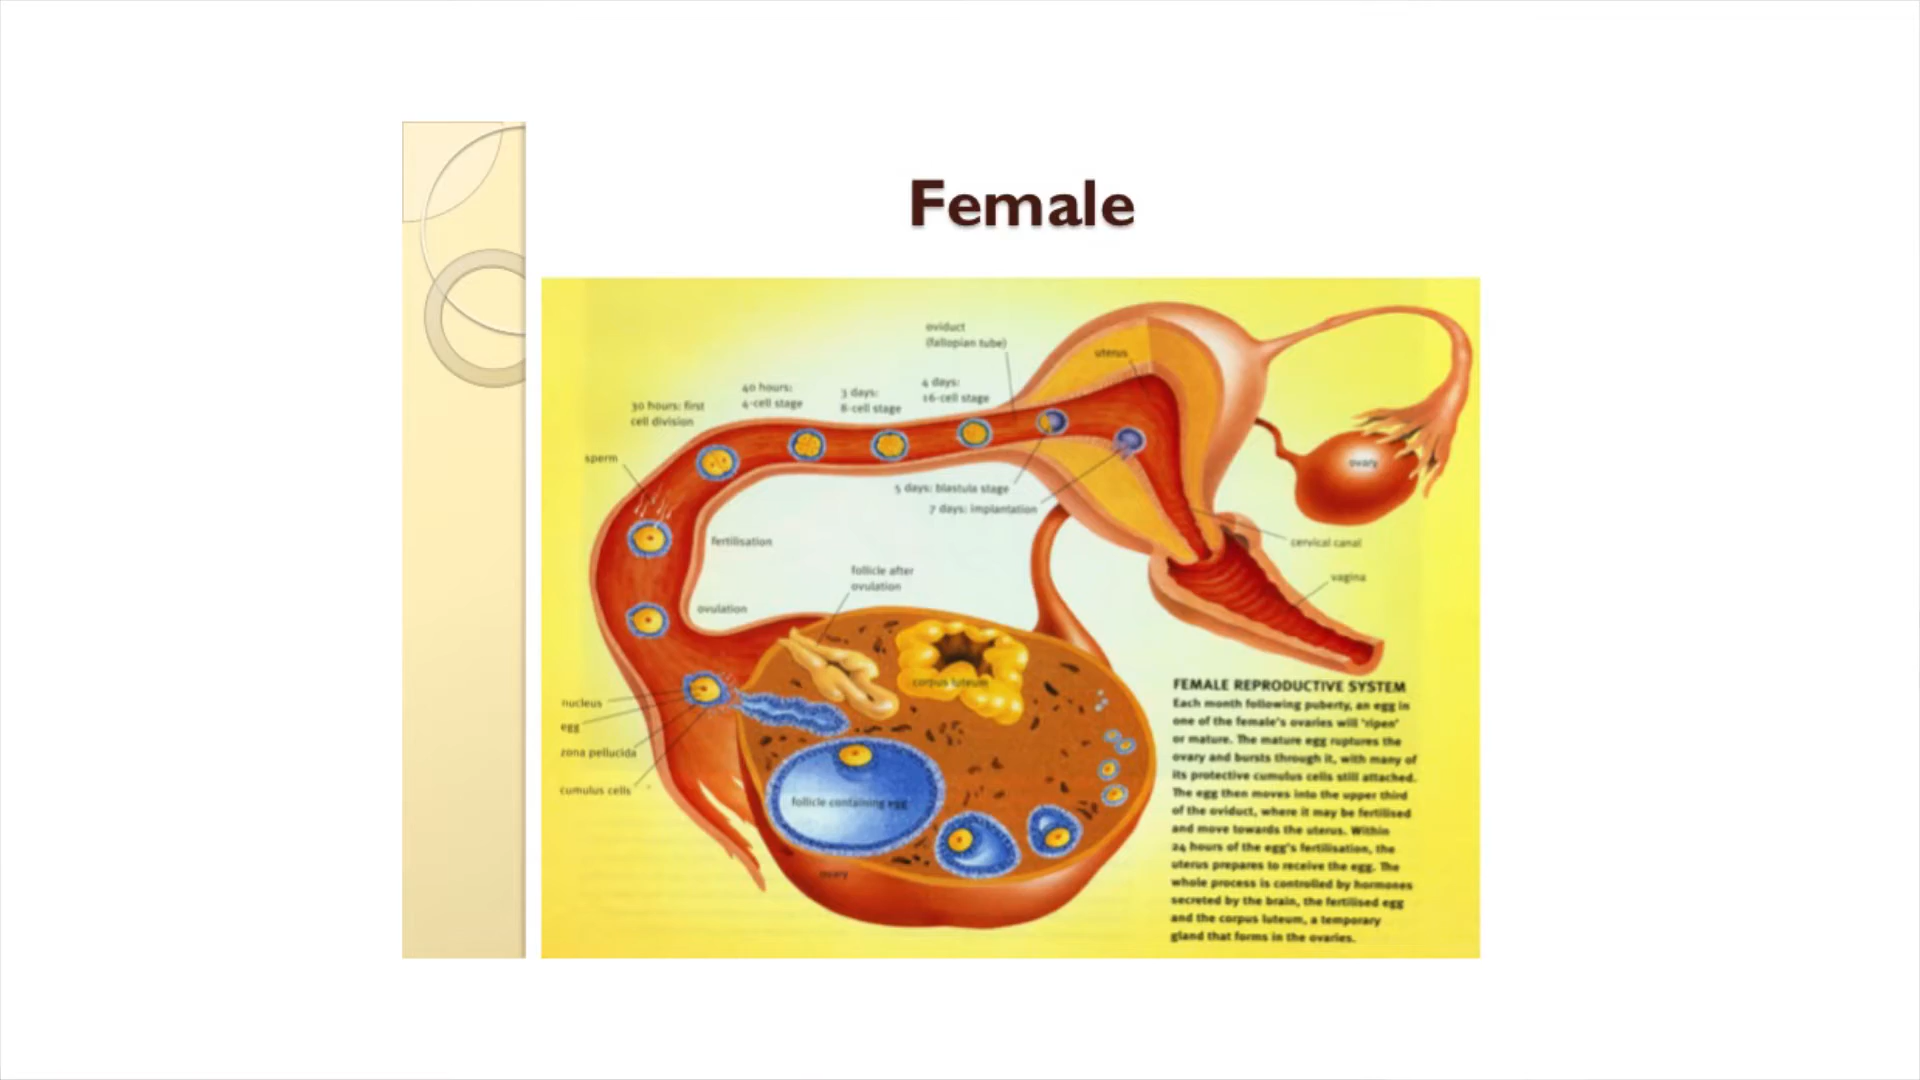 Female
oviduct
(fallopian tube)
uterus
40 hours:
4-cell stage
3 days:
8-cell stage
4 days:
16-cell stage
30 hours: first
cell division
sperm
ovary
5 days: blastula stage
7 days: implantation
fertilisation
cervical canal
follicle after
ovulation
vagina
ovulation
corpus luteum
nucleus
egg
zona pellucida
cumulus cells
follicle containing egg
ovary
FEMALE REPRODUCTIVE SYSTEM
Each month following puberty, an egg in
one of the female's ovaries will 'ripen'
or mature. The mature egg ruptures the
ovary and bursts through it, with many of
its protective cumulus cells still attached.
The egg then moves into the upper third
of the oviduct, where it may be fertilised
and move towards the uterus. Within
24 hours of the egg's fertilisation, the
uterus prepares to receive the egg. The
whole process is controlled by hormones
secreted by the brain, the fertilised egg
and the corpus luteum, a temporary
gland that forms in the ovaries.